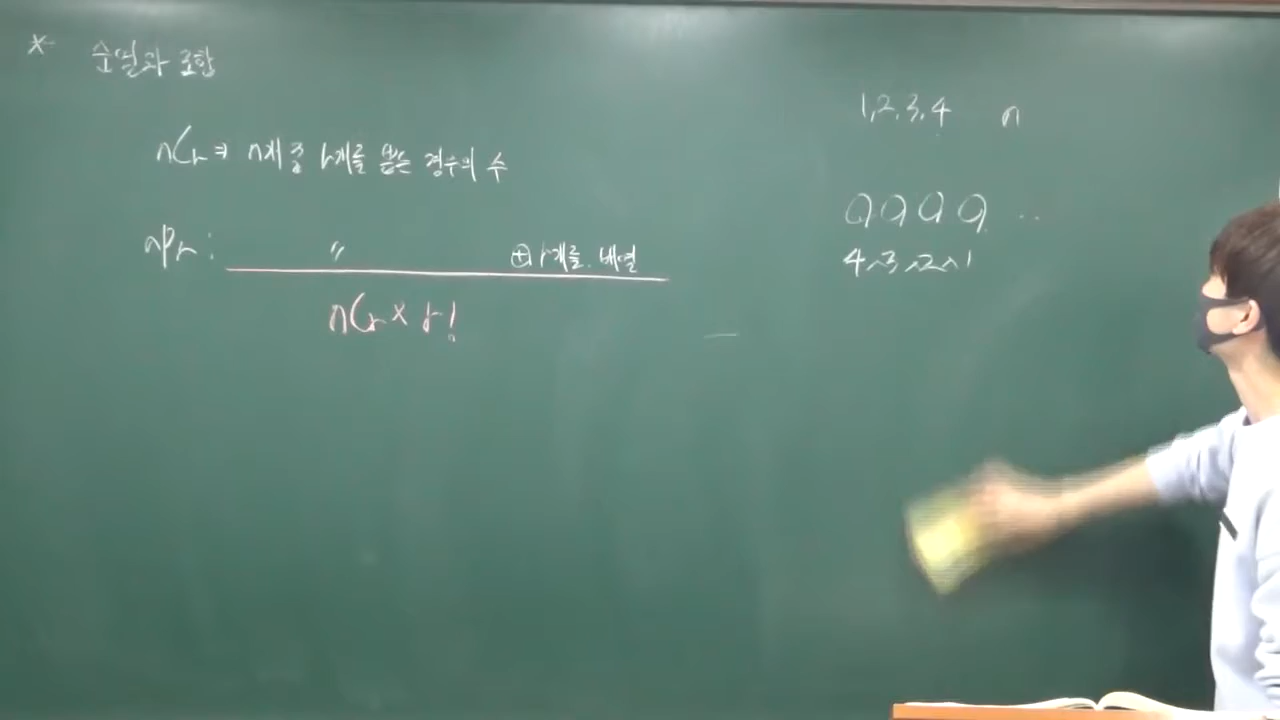 * 순열과 조합
nCr ⇒ n개 중 r개를 뽑는 경우의 수
nPr : 〃 ⊕ r개를 배열
nCr × r!
1, 2, 3, 4 n
4 × 3 × 2 × 1